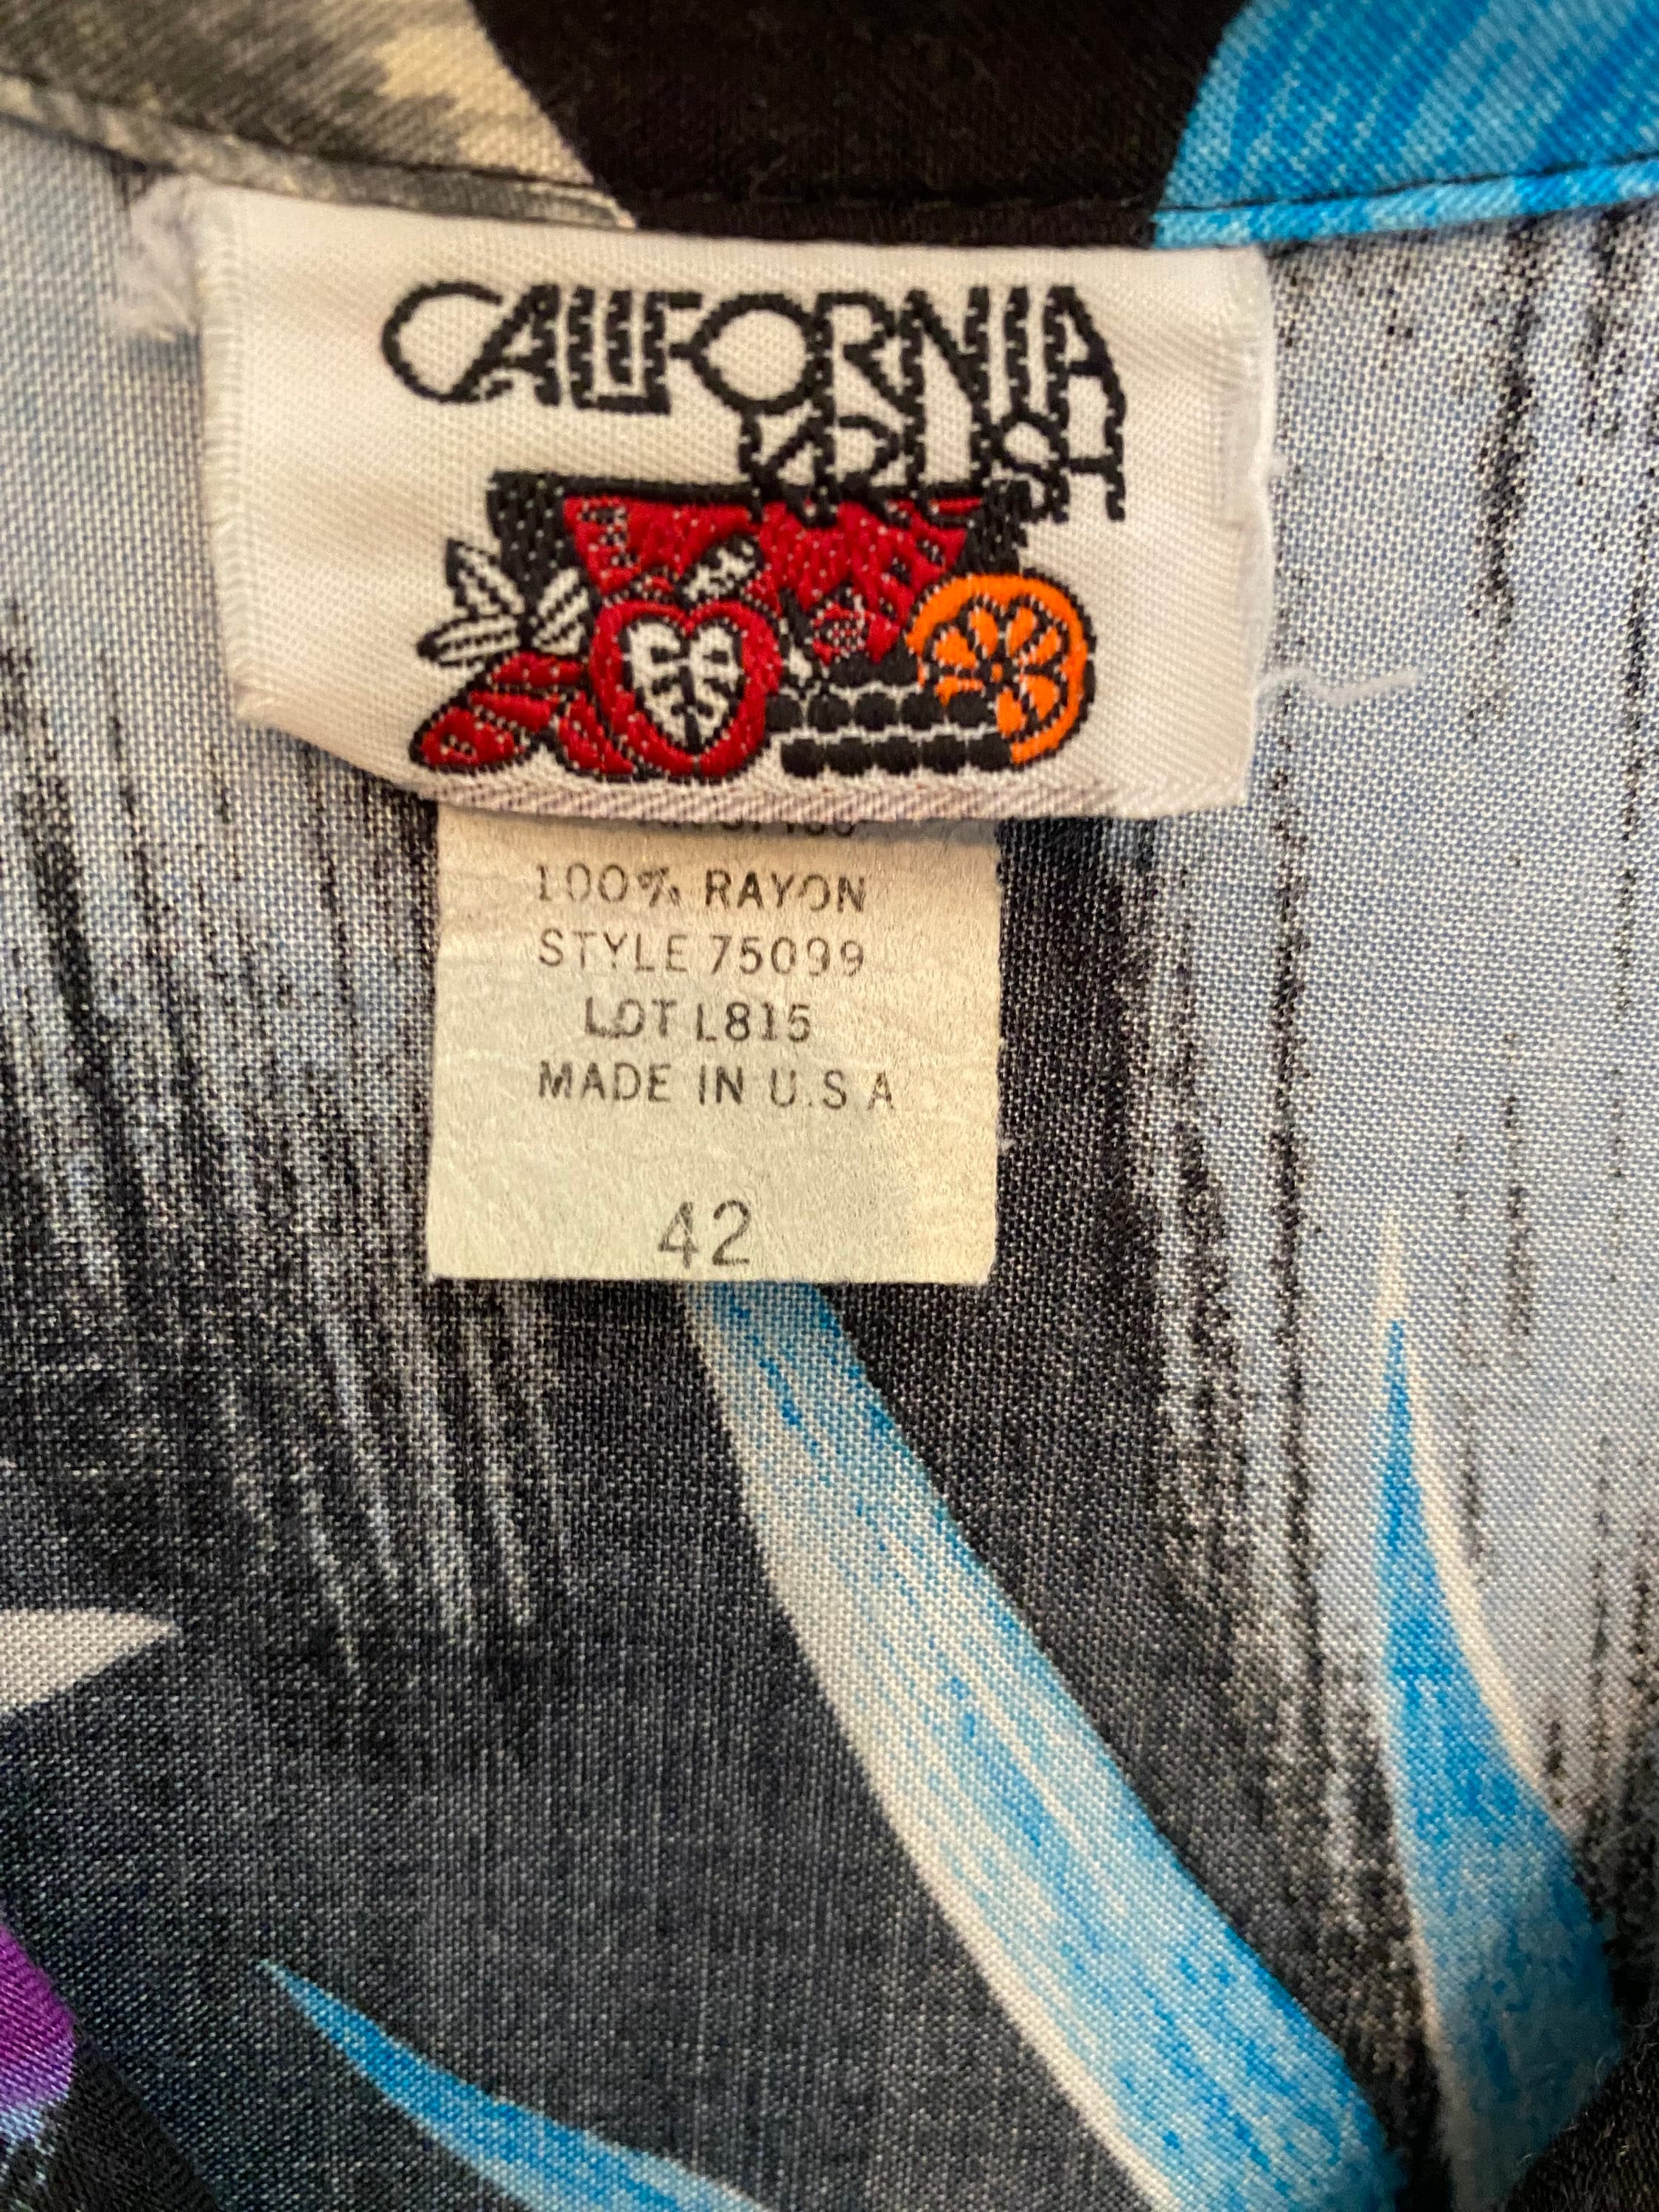 CALIFORNIA
KRUSH
100% RAYON
STYLE 75099
LOT L815
MADE IN U.S.A
42